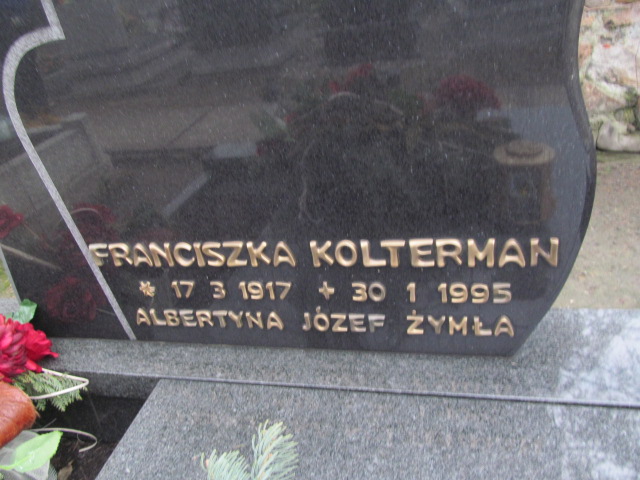 FRANCISZKA KOLTERMAN
* 17 3 1917 + 30 1 1995
ALBERTYNA JÓZEF ŻYMŁA